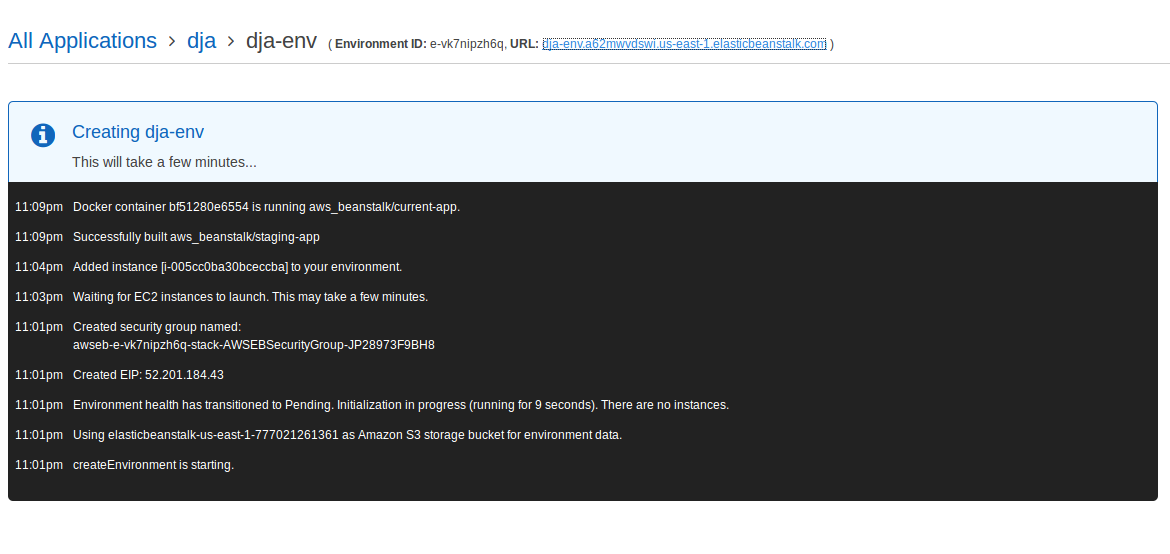 All Applications > dja > dja-env ( Environment ID: e-vk7nipzh6q, URL: dja-env.a62mwvdswi.us-east-1.elasticbeanstalk.com )
Creating dja-env
This will take a few minutes...
11:09pm Docker container bf51280e6554 is running aws_beanstalk/current-app.
11:09pm Successfully built aws_beanstalk/staging-app
11:04pm Added instance [i-005cc0ba30bceccba] to your environment.
11:03pm Waiting for EC2 instances to launch. This may take a few minutes.
11:01pm Created security group named:
awseb-e-vk7nipzh6q-stack-AWSEBSecurityGroup-JP28973F9BH8
11:01pm Created EIP: 52.201.184.43
11:01pm Environment health has transitioned to Pending. Initialization in progress (running for 9 seconds). There are no instances.
11:01pm Using elasticbeanstalk-us-east-1-777021261361 as Amazon S3 storage bucket for environment data.
11:01pm createEnvironment is starting.